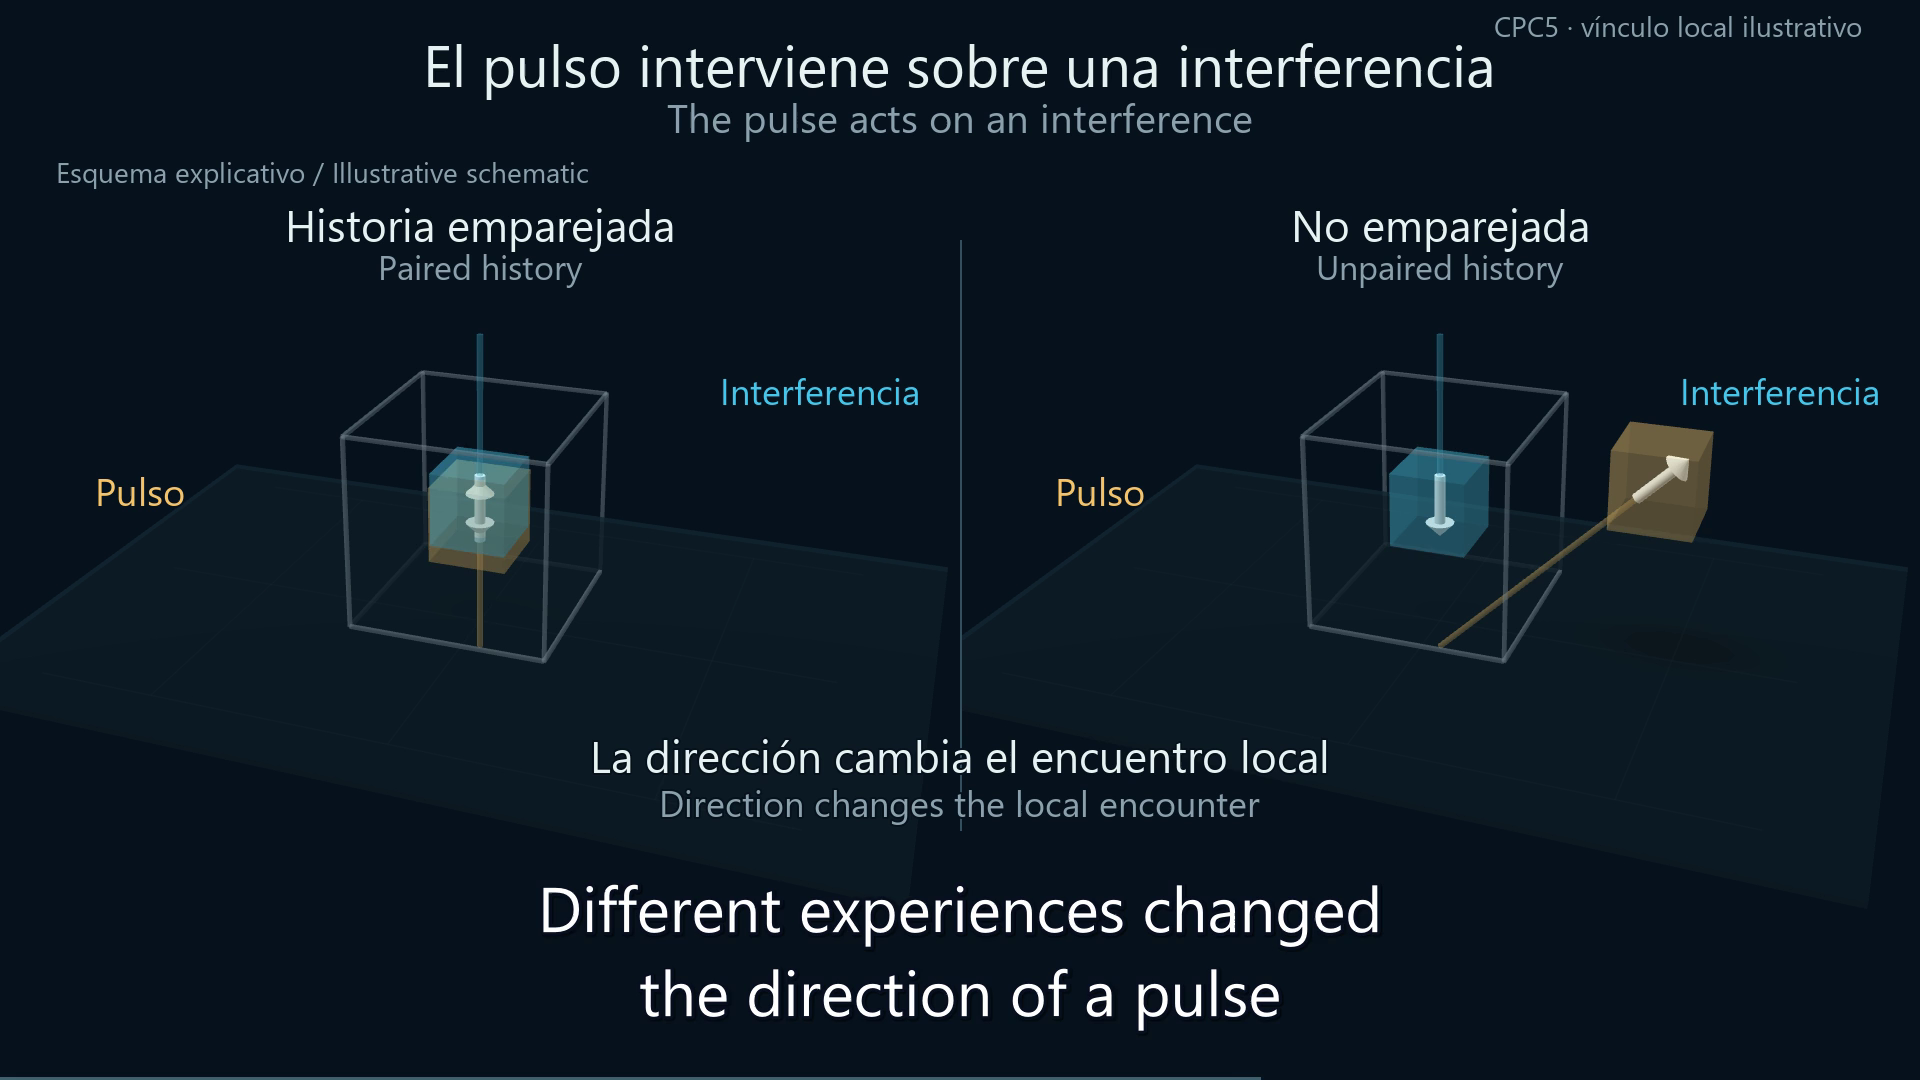 CPC5 · vínculo local ilustrativo
El pulso interviene sobre una interferencia
The pulse acts on an interference
Esquema explicativo / Illustrative schematic
Historia emparejada
Paired history
No emparejada
Unpaired history
Interferencia
Pulso
Interferencia
Pulso
La dirección cambia el encuentro local
Direction changes the local encounter
Different experiences changed
the direction of a pulse